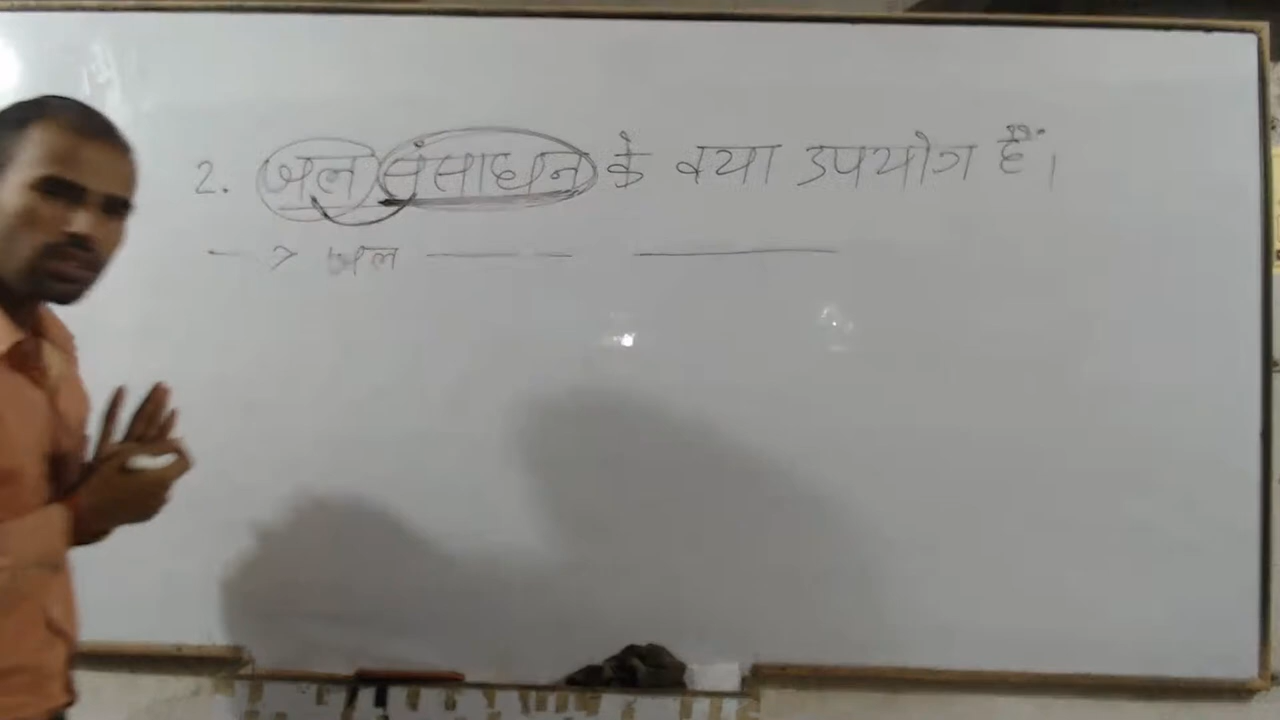 2. जल संसाधन के क्या उपयोग हैं।
—> जल